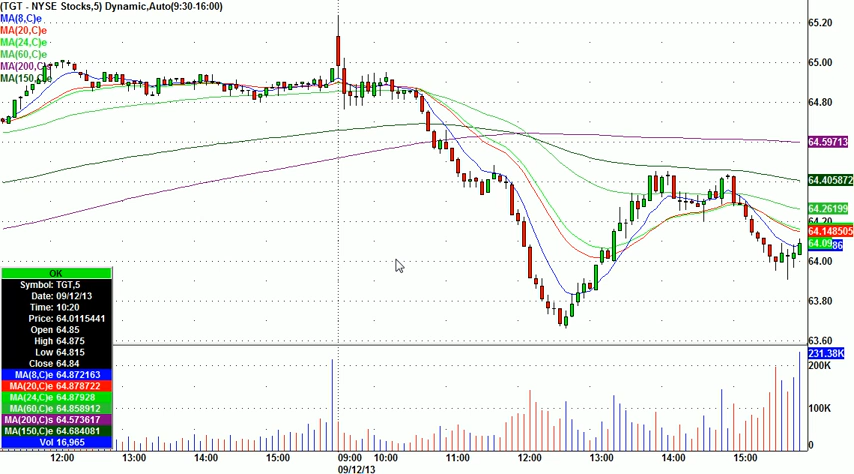 (TGT - NYSE Stocks,5) Dynamic,Auto(9:30-16:00)
MA(8,C)e
MA(20,C)e
MA(24,C)e
MA(60,C)e
MA(200,C)s
MA(150,C)e
65.20
65.00
64.80
64.59713
64.405872
64.26199
64.20
64.148505
64.09 86
64.00
63.80
63.60
OK
Symbol: TGT,5
Date: 09/12/13
Time: 10:20
Price: 64.0115441
Open 64.85
High 64.875
Low 64.815
Close 64.84
MA(8,C)e 64.872163
MA(20,C)e 64.878722
MA(24,C)e 64.87928
MA(60,C)e 64.858912
MA(200,C)s 64.573617
MA(150,C)e 64.684081
Vol 16,965
231.38K
200K
100K
0
12:00 13:00 14:00 15:00 09:00 10:00 11:00 12:00 13:00 14:00 15:00
09/12/13